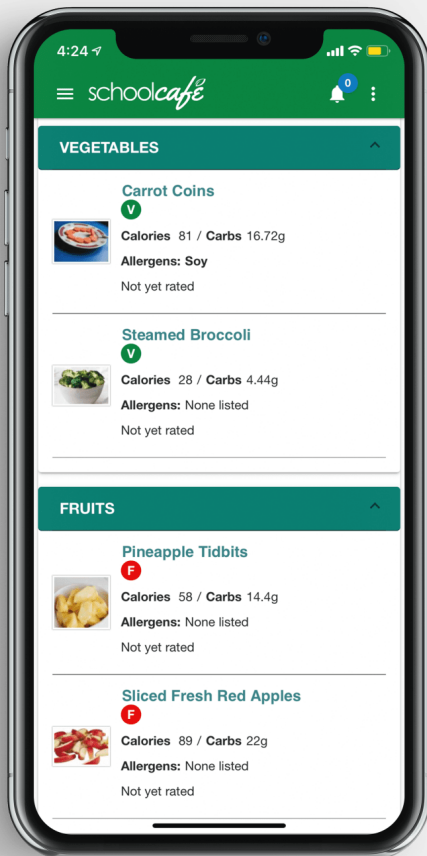 4:24
schoolcafé
0
VEGETABLES
Carrot Coins
V
Calories 81 / Carbs 16.72g
Allergens: Soy
Not yet rated
Steamed Broccoli
V
Calories 28 / Carbs 4.44g
Allergens: None listed
Not yet rated
FRUITS
Pineapple Tidbits
F
Calories 58 / Carbs 14.4g
Allergens: None listed
Not yet rated
Sliced Fresh Red Apples
F
Calories 89 / Carbs 22g
Allergens: None listed
Not yet rated